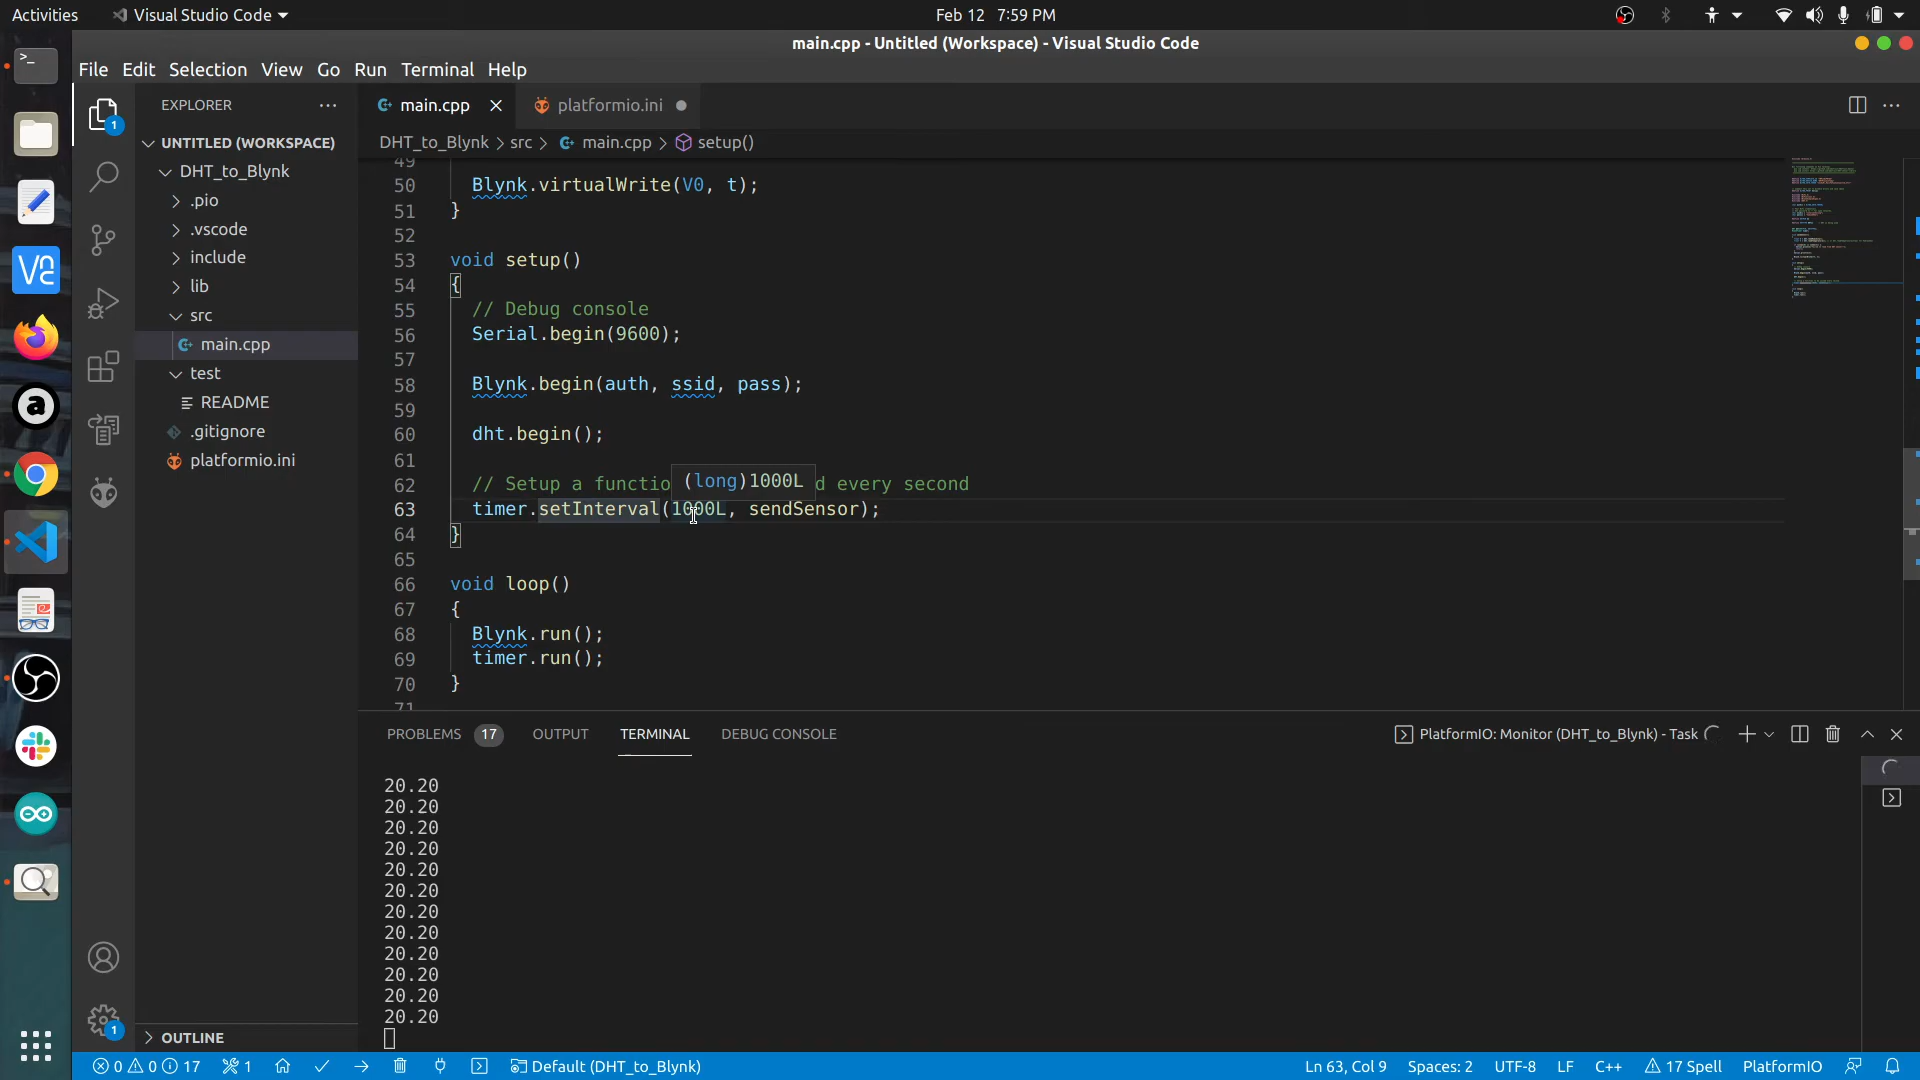 Activities
Visual Studio Code
Feb 12 7:59 PM
main.cpp - Untitled (Workspace) - Visual Studio Code
File Edit Selection View Go Run Terminal Help
EXPLORER
main.cpp
platformio.ini
1
UNTITLED (WORKSPACE)
DHT_to_Blynk
.pio
.vscode
include
lib
src
main.cpp
test
README
.gitignore
platformio.ini
OUTLINE
DHT_to_Blynk > src > main.cpp > setup()
49
50 Blynk.virtualWrite(V0, t);
51 }
52
53 void setup()
54 {
55 // Debug console
56 Serial.begin(9600);
57
58 Blynk.begin(auth, ssid, pass);
59
60 dht.begin();
61
62 // Setup a functio
(long)1000L
d every second
63 timer.setInterval(1000L, sendSensor);
64 }
65
66 void loop()
67 {
68 Blynk.run();
69 timer.run();
70 }
71
PROBLEMS 17 OUTPUT TERMINAL DEBUG CONSOLE
PlatformIO: Monitor (DHT_to_Blynk) - Task
20.20
20.20
20.20
20.20
20.20
20.20
20.20
20.20
20.20
20.20
20.20
20.20
1
0 0 17 1 Default (DHT_to_Blynk)
Ln 63, Col 9 Spaces: 2 UTF-8 LF C++ 17 Spell PlatformIO